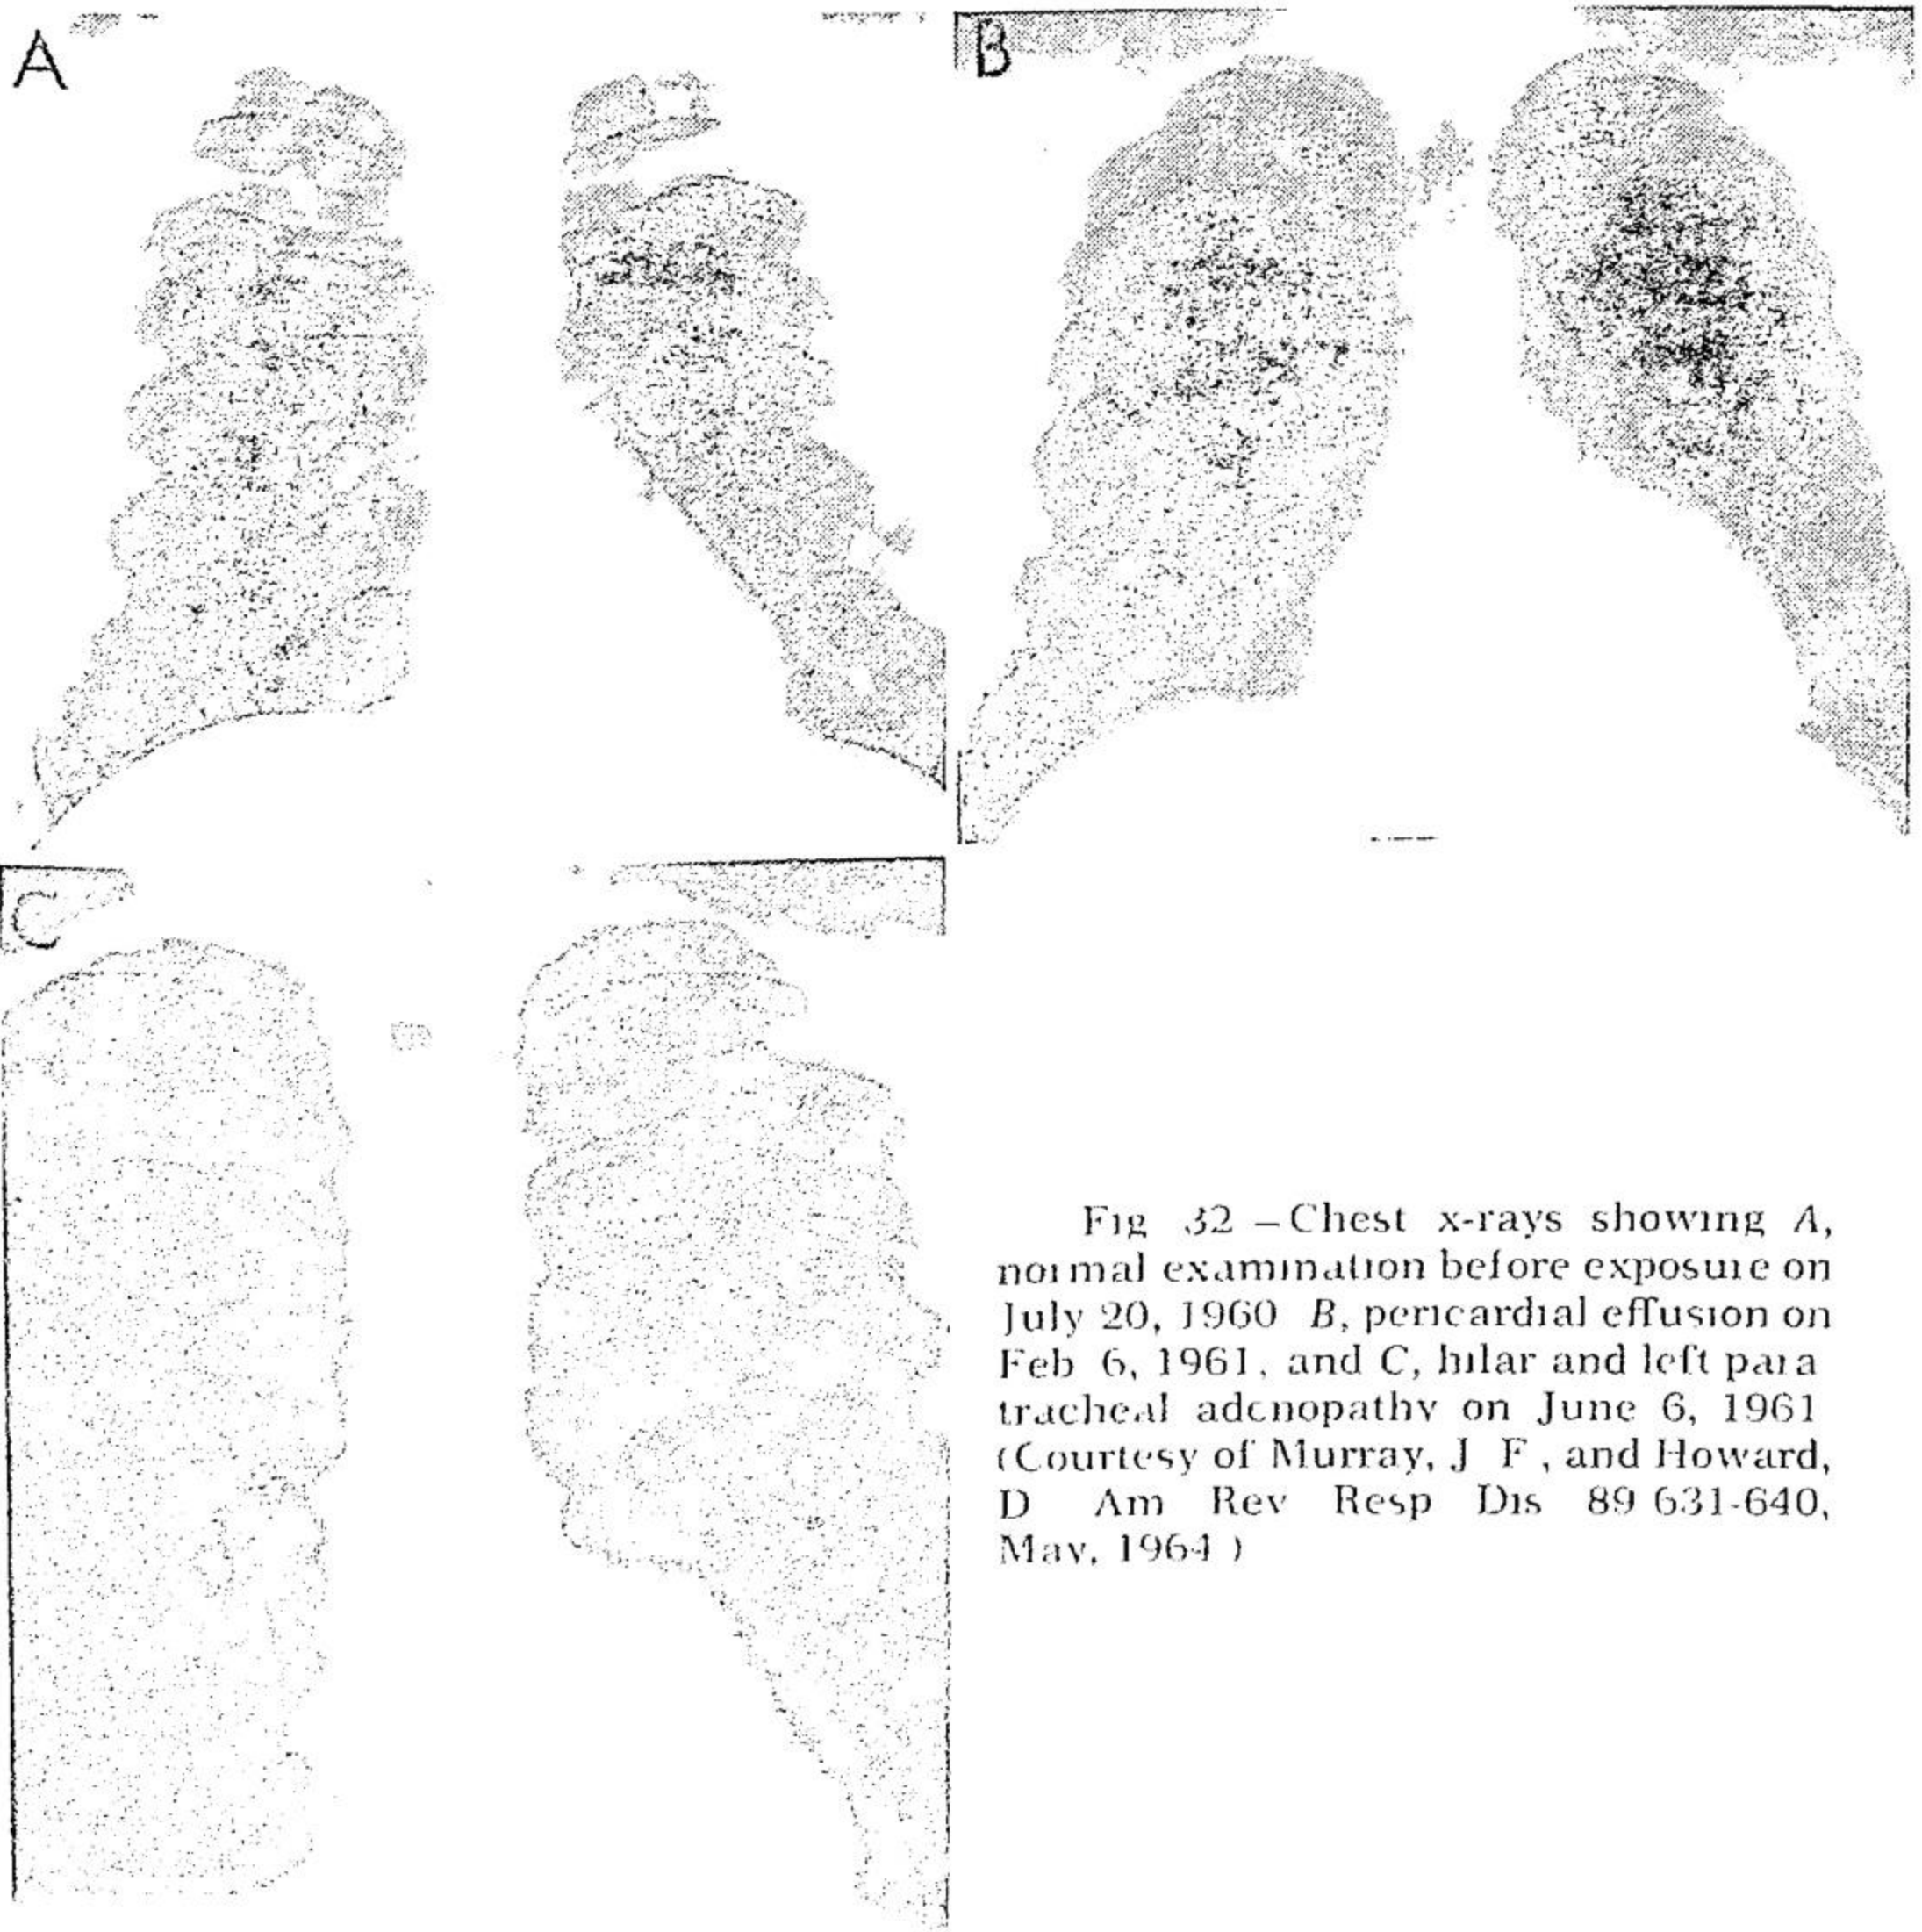 A
B
C
Fig 32 – Chest x-rays showing A,
normal examination before exposure on
July 20, 1960 B, pericardial effusion on
Feb 6, 1961, and C, hilar and left para
tracheal adenopathy on June 6, 1961
(Courtesy of Murray, J F , and Howard,
D Am Rev Resp Dis 89 631-640,
May, 1964 )